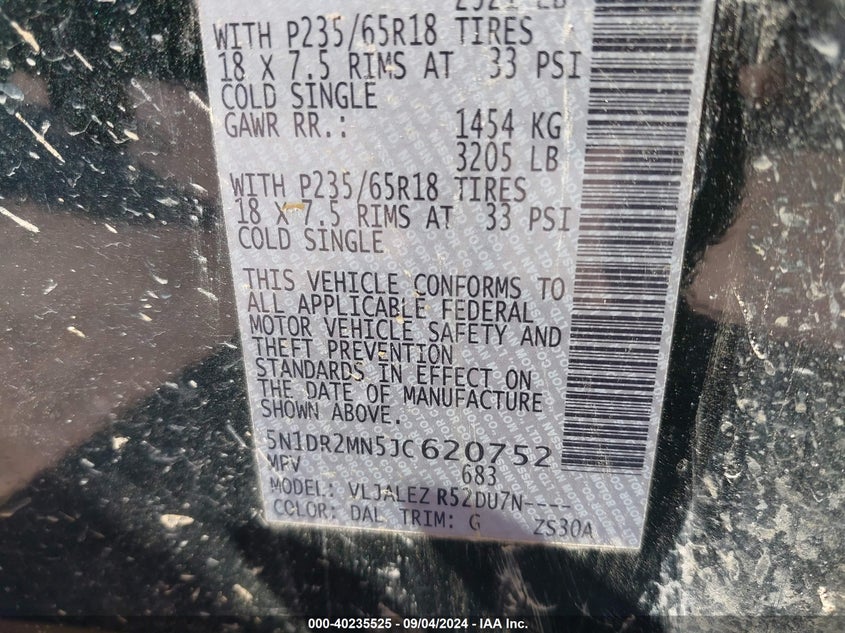 2321 LB
WITH P235/65R18 TIRES
18 X 7.5 RIMS AT 33 PSI
COLD SINGLE
GAWR RR.: 1454 KG
3205 LB
WITH P235/65R18 TIRES
18 X 7.5 RIMS AT 33 PSI
COLD SINGLE
THIS VEHICLE CONFORMS TO
ALL APPLICABLE FEDERAL
MOTOR VEHICLE SAFETY AND
THEFT PREVENTION
STANDARDS IN EFFECT ON
THE DATE OF MANUFACTURE
SHOWN ABOVE.
5N1DR2MN5JC620752
MPV 683
MODEL: VLJALEZ R52DU7N----
COLOR: DAL TRIM: G ZS30A
000-40235525 - 09/04/2024 - IAA Inc.